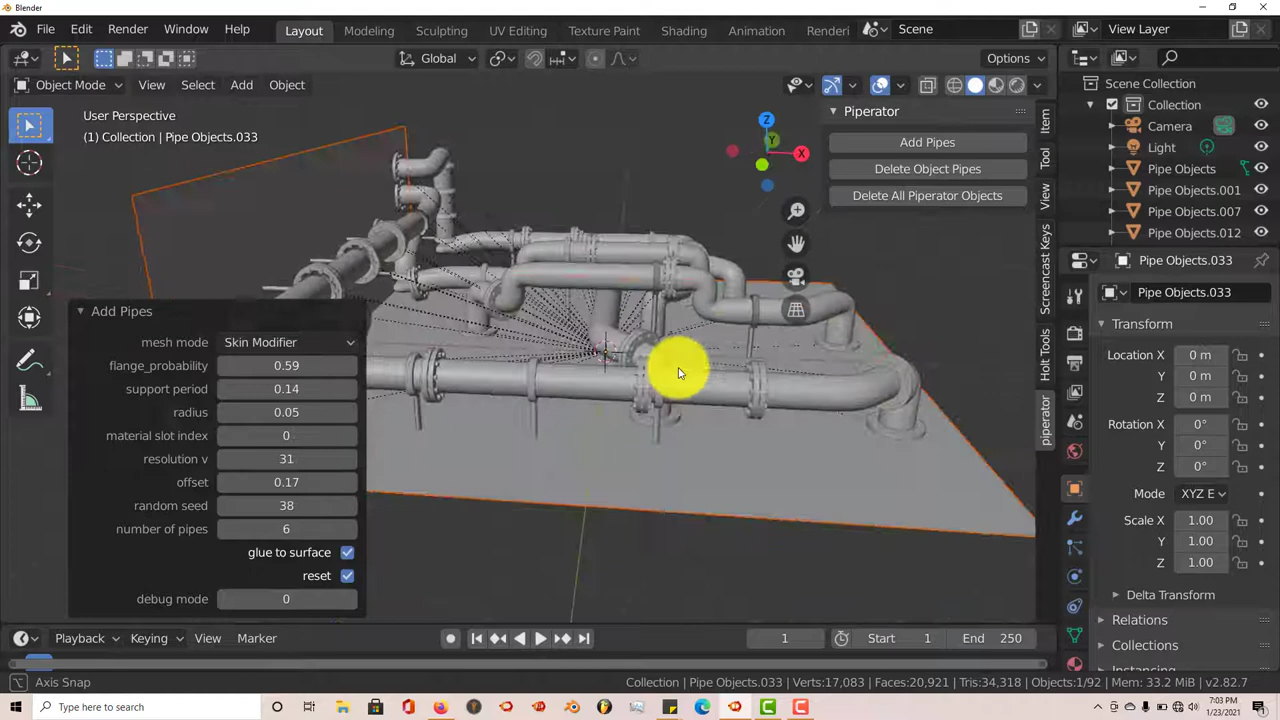 Blender
File Edit Render Window Help Layout Modeling Sculpting UV Editing Texture Paint Shading Animation Renderi Scene View Layer
Global Options
Object Mode View Select Add Object
User Perspective
(1) Collection | Pipe Objects.033
Z
Y
X
Piperator
Add Pipes
Delete Object Pipes
Delete All Piperator Objects
Item
Tool
View
Screencast Keys
Holt Tools
piperator
Scene Collection
Collection
Camera
Light
Pipe Objects
Pipe Objects.001
Pipe Objects.007
Pipe Objects.012
Pipe Objects.033
Pipe Objects.033
Transform
Location X 0 m
Y 0 m
Z 0 m
Rotation X 0°
Y 0°
Z 0°
Mode XYZ E
Scale X 1.00
Y 1.00
Z 1.00
Delta Transform
Relations
Collections
Instancing
Add Pipes
mesh mode Skin Modifier
flange_probability 0.59
support period 0.14
radius 0.05
material slot index 0
resolution v 31
offset 0.17
random seed 38
number of pipes 6
glue to surface
reset
debug mode 0
Playback Keying View Marker 1 Start 1 End 250
Axis Snap Collection | Pipe Objects.033 | Verts:17,083 | Faces:20,921 | Tris:34,318 | Objects:1/92 | Mem: 33.2 MiB | v2.82.7
Type here to search
7:03 PM
1/23/2021